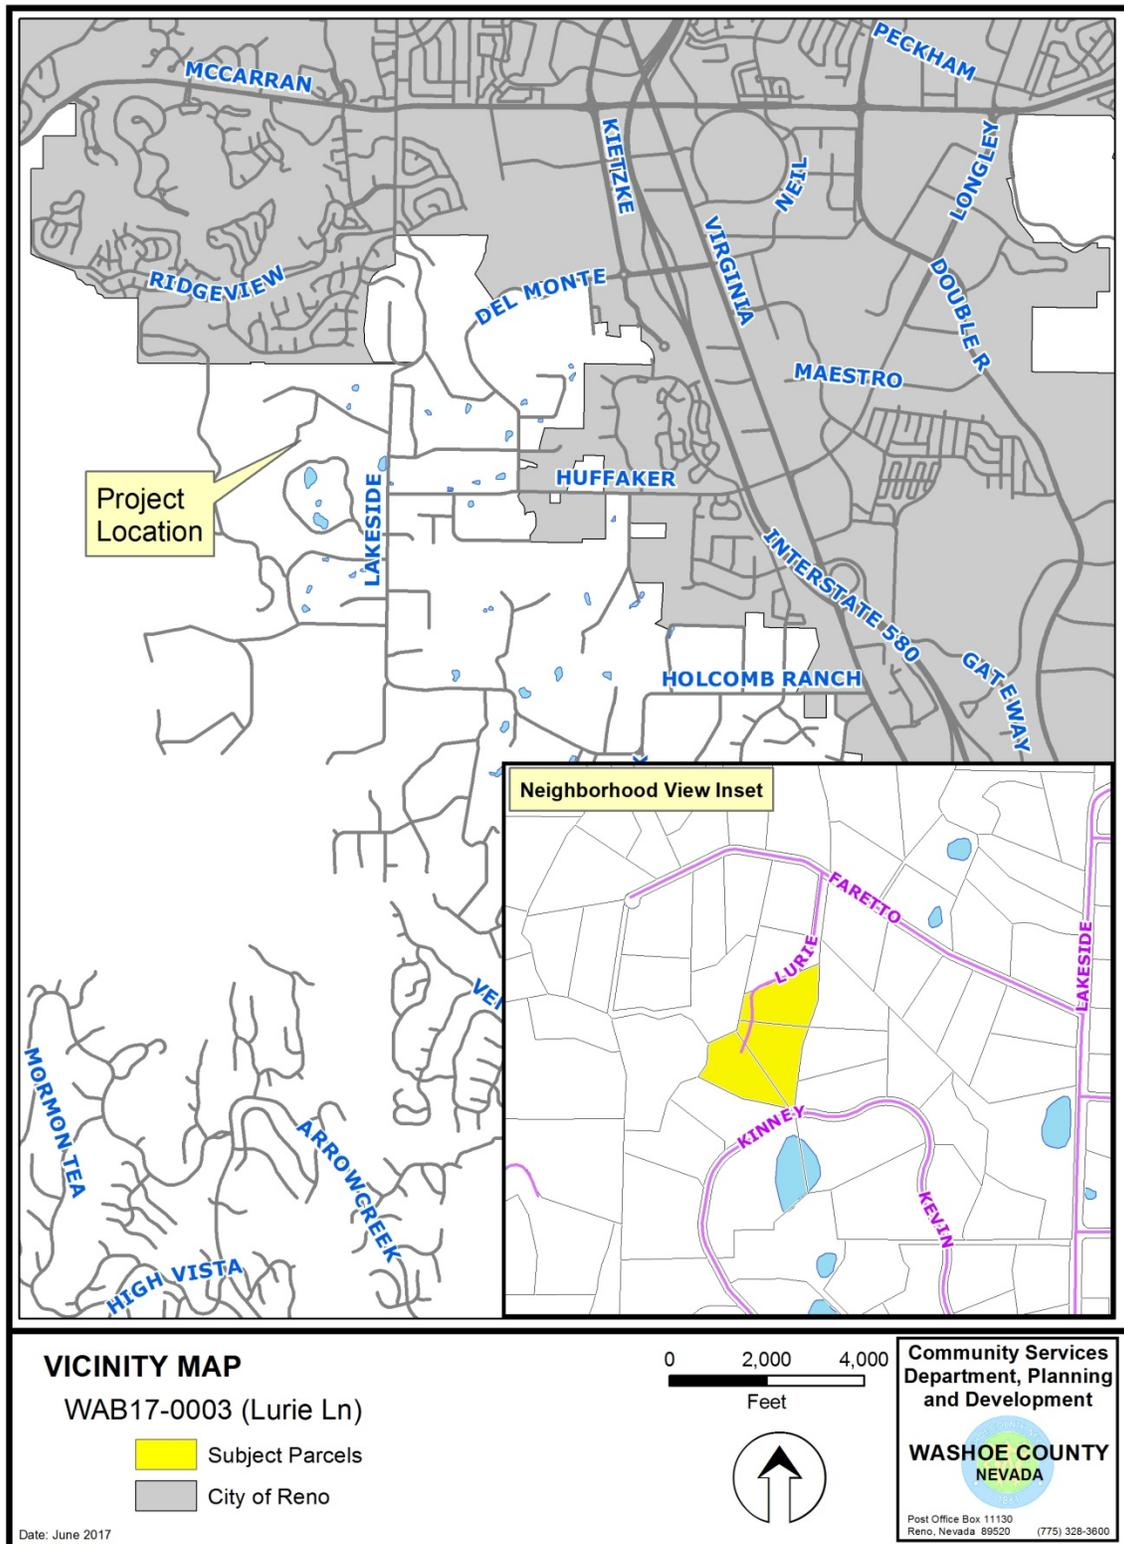 PECKHAM
MCCARRAN
KIETZKE
NEIL
LONGLEY
VIRGINIA
RIDGEVIEW
DEL MONTE
DOUBLE R
MAESTRO
Project
Location
HUFFAKER
LAKESIDE
INTERSTATE 580
GATEWAY
HOLCOMB RANCH
Neighborhood View Inset
FARETTO
LURIE
LAKESIDE
KINNEY
KEVIN
MORMON TEA
ARROWCREEK
HIGH VISTA
VICINITY MAP
WAB17-0003 (Lurie Ln)
Subject Parcels
City of Reno
Date: June 2017
0 2,000 4,000
Feet
Community Services
Department, Planning
and Development
WASHOE COUNTY
NEVADA
1861
Post Office Box 11130
Reno, Nevada 89520 (775) 328-3600